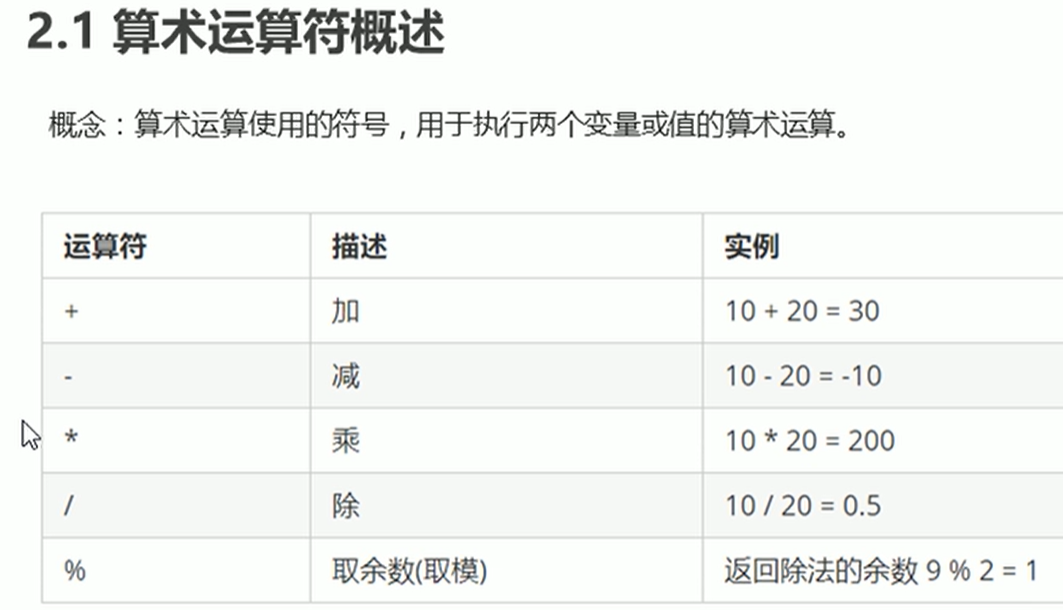 2.1 算术运算符概述
概念：算术运算使用的符号，用于执行两个变量或值的算术运算。
运算符 描述 实例
+ 加 10 + 20 = 30
- 减 10 - 20 = -10
* 乘 10 * 20 = 200
/ 除 10 / 20 = 0.5
% 取余数(取模) 返回除法的余数 9 % 2 = 1